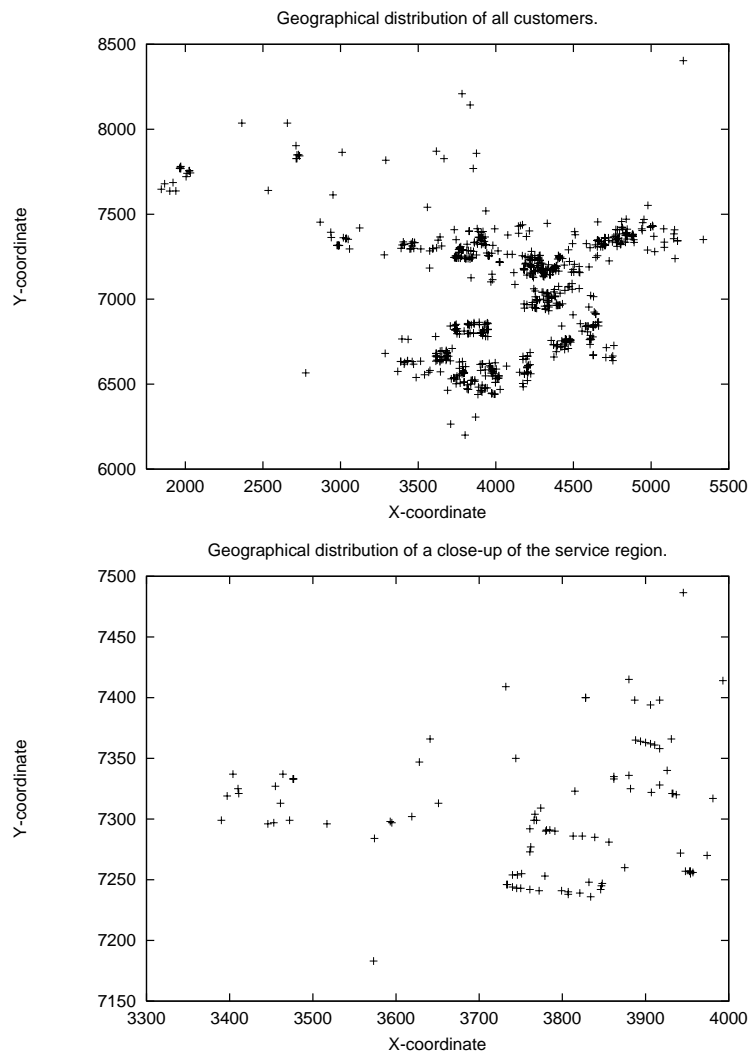 Geographical distribution of all customers.
8500
8000
7500
7000
6500
6000
Y-coordinate
2000 2500 3000 3500 4000 4500 5000 5500
X-coordinate
Geographical distribution of a close-up of the service region.
7500
7450
7400
7350
7300
7250
7200
7150
Y-coordinate
3300 3400 3500 3600 3700 3800 3900 4000
X-coordinate